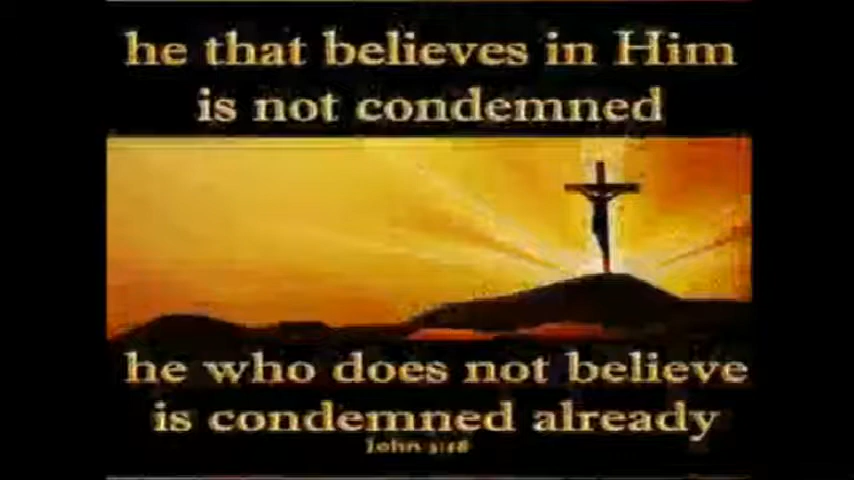 he that believes in Him
is not condemned
he who does not believe
is condemned already
John 3:18